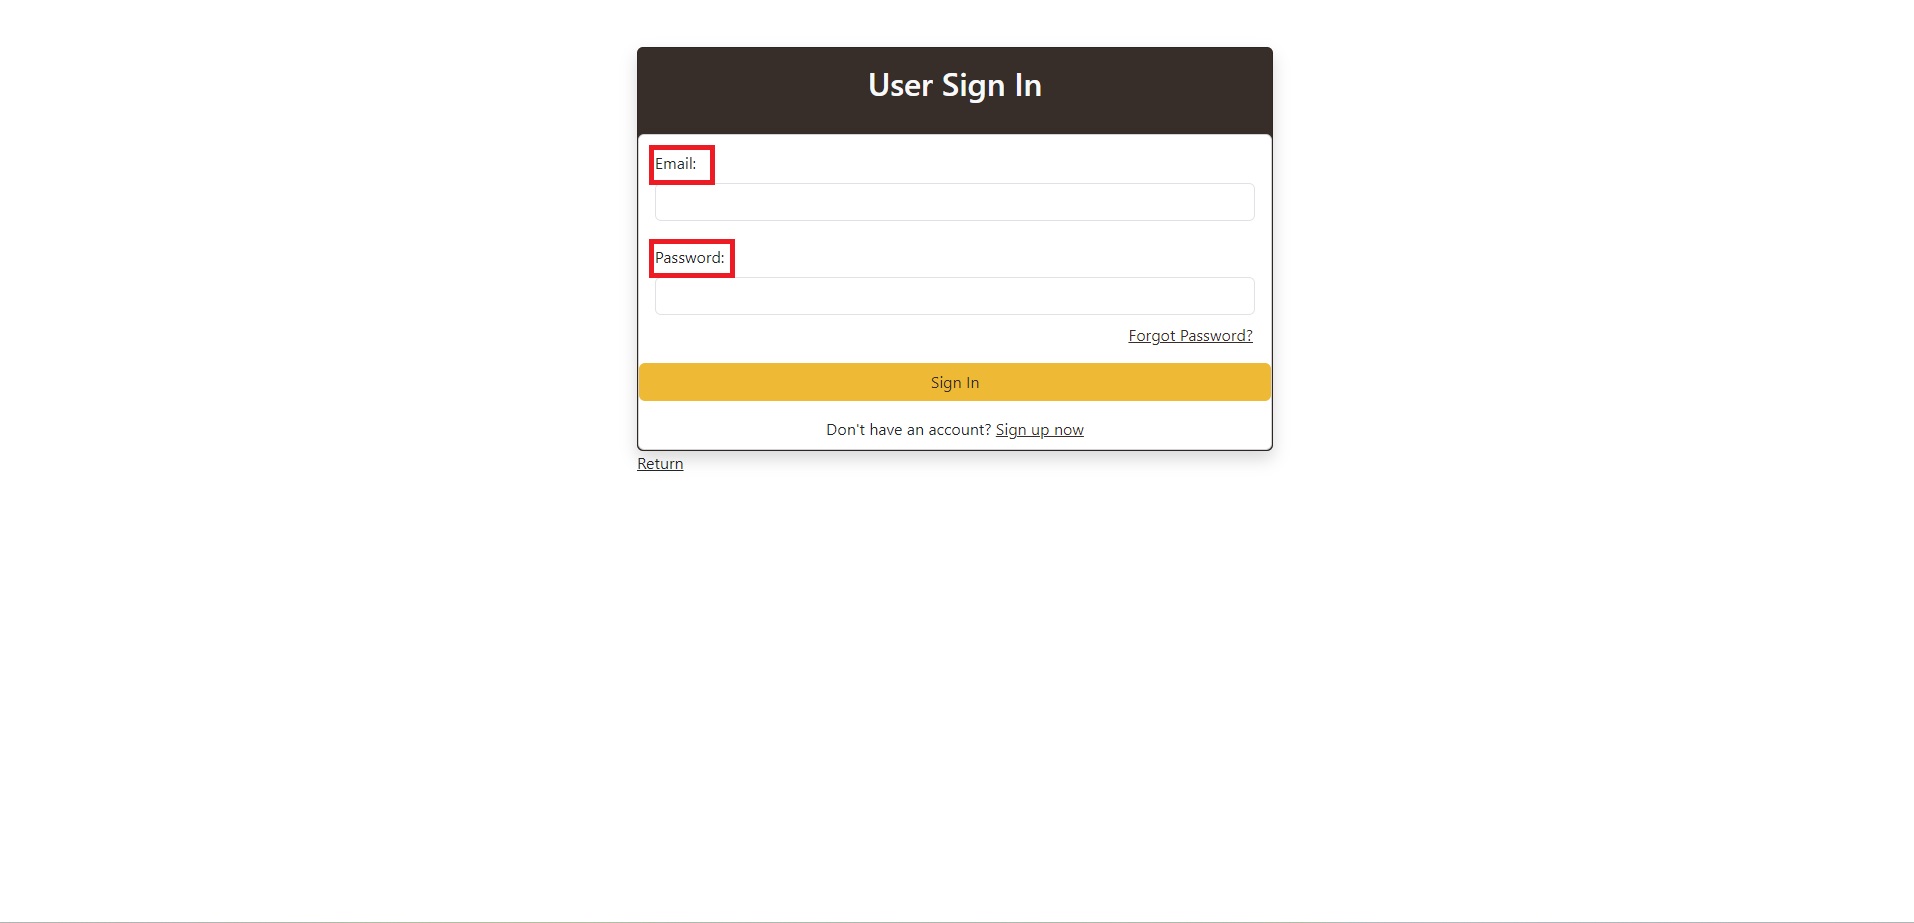 User Sign In
Email:
Password:
Forgot Password?
Sign In
Don't have an account? Sign up now
Return